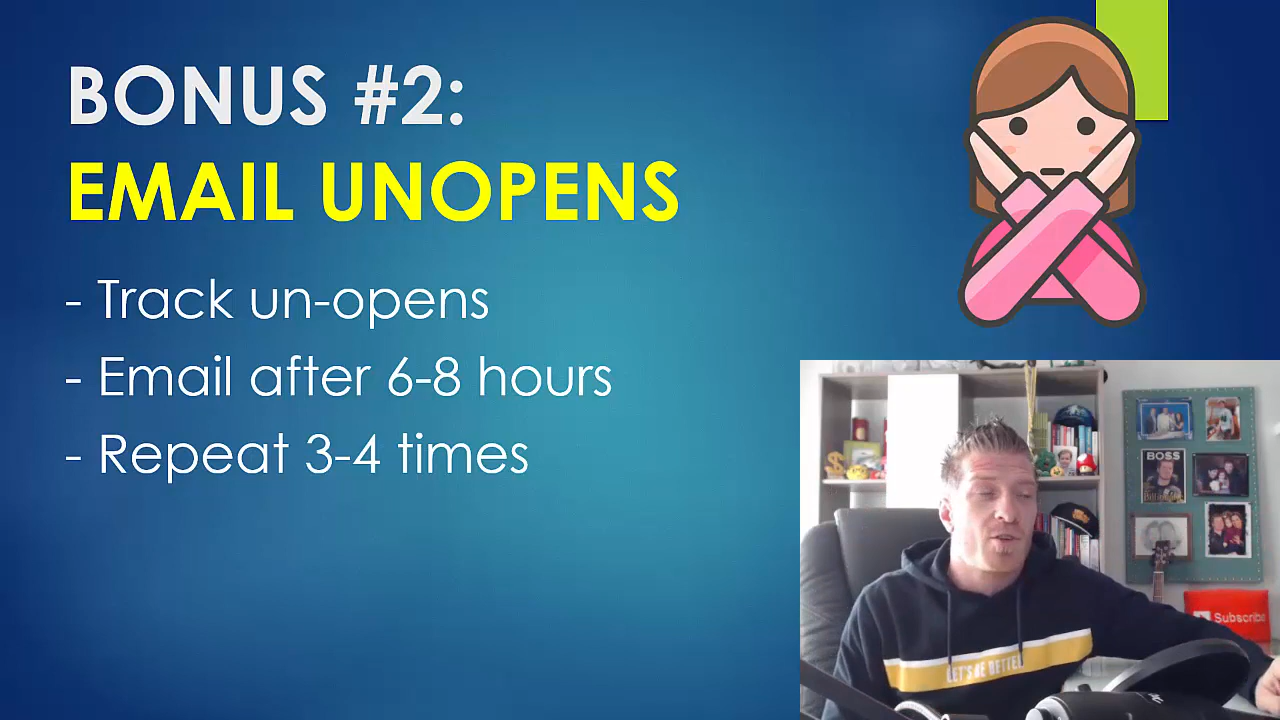 BONUS #2:
EMAIL UNOPENS
- Track un-opens
- Email after 6-8 hours
- Repeat 3-4 times
BOSS
LET'S BE BETTER
Subscribe